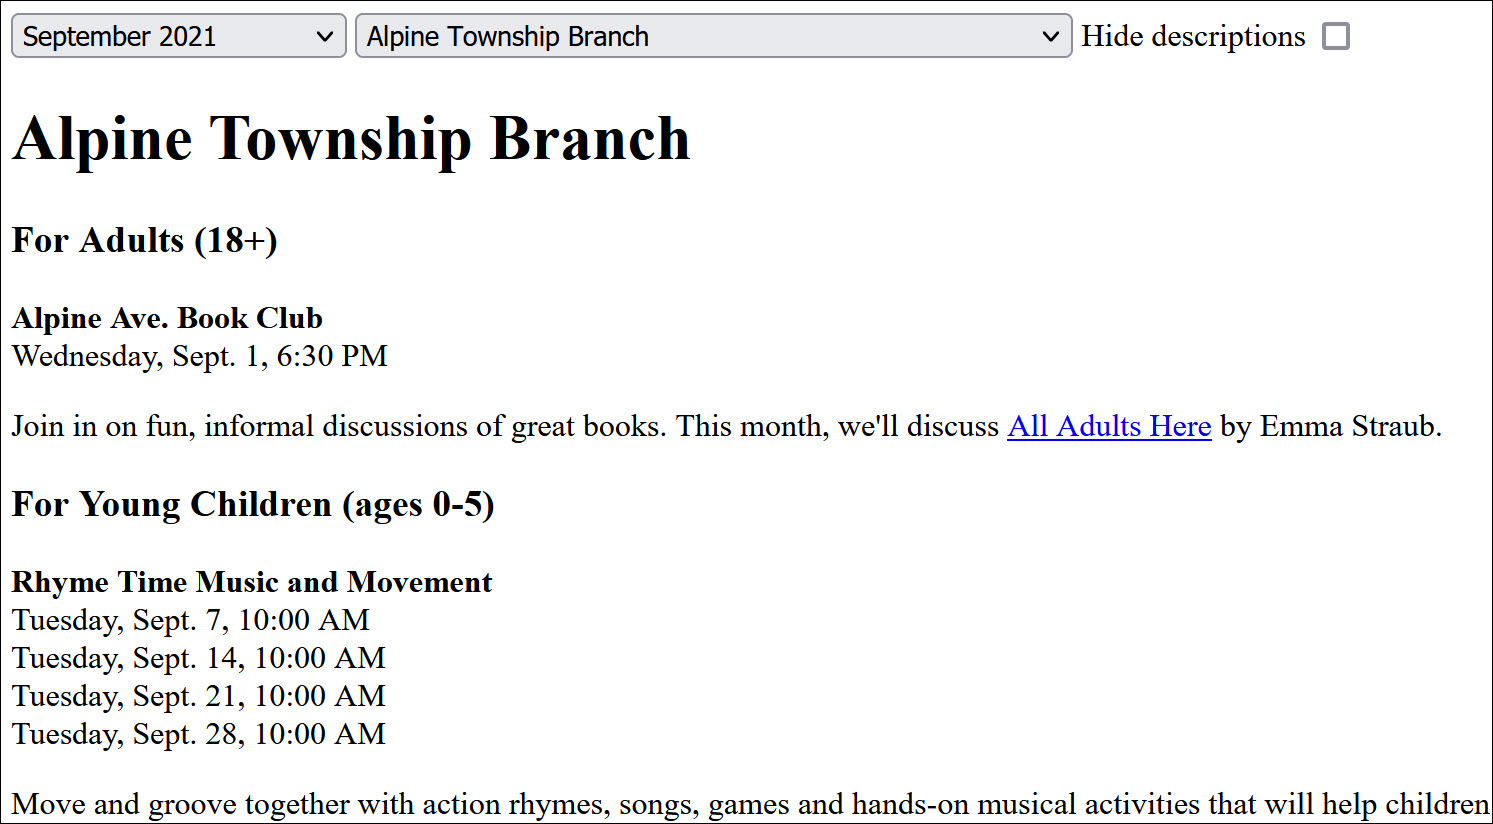 September 2021 Alpine Township Branch Hide descriptions
Alpine Township Branch
For Adults (18+)
Alpine Ave. Book Club
Wednesday, Sept. 1, 6:30 PM
Join in on fun, informal discussions of great books. This month, we'll discuss All Adults Here by Emma Straub.
For Young Children (ages 0-5)
Rhyme Time Music and Movement
Tuesday, Sept. 7, 10:00 AM
Tuesday, Sept. 14, 10:00 AM
Tuesday, Sept. 21, 10:00 AM
Tuesday, Sept. 28, 10:00 AM
Move and groove together with action rhymes, songs, games and hands-on musical activities that will help children